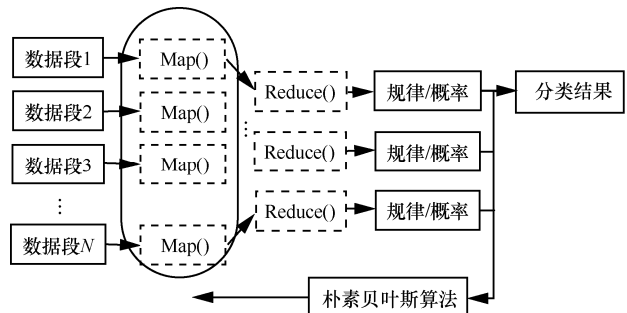 数据段1
Map()
Reduce()
规律/概率
分类结果
数据段2
Map()
数据段3
Map()
Reduce()
规律/概率
数据段N
Map()
Reduce()
规律/概率
朴素贝叶斯算法